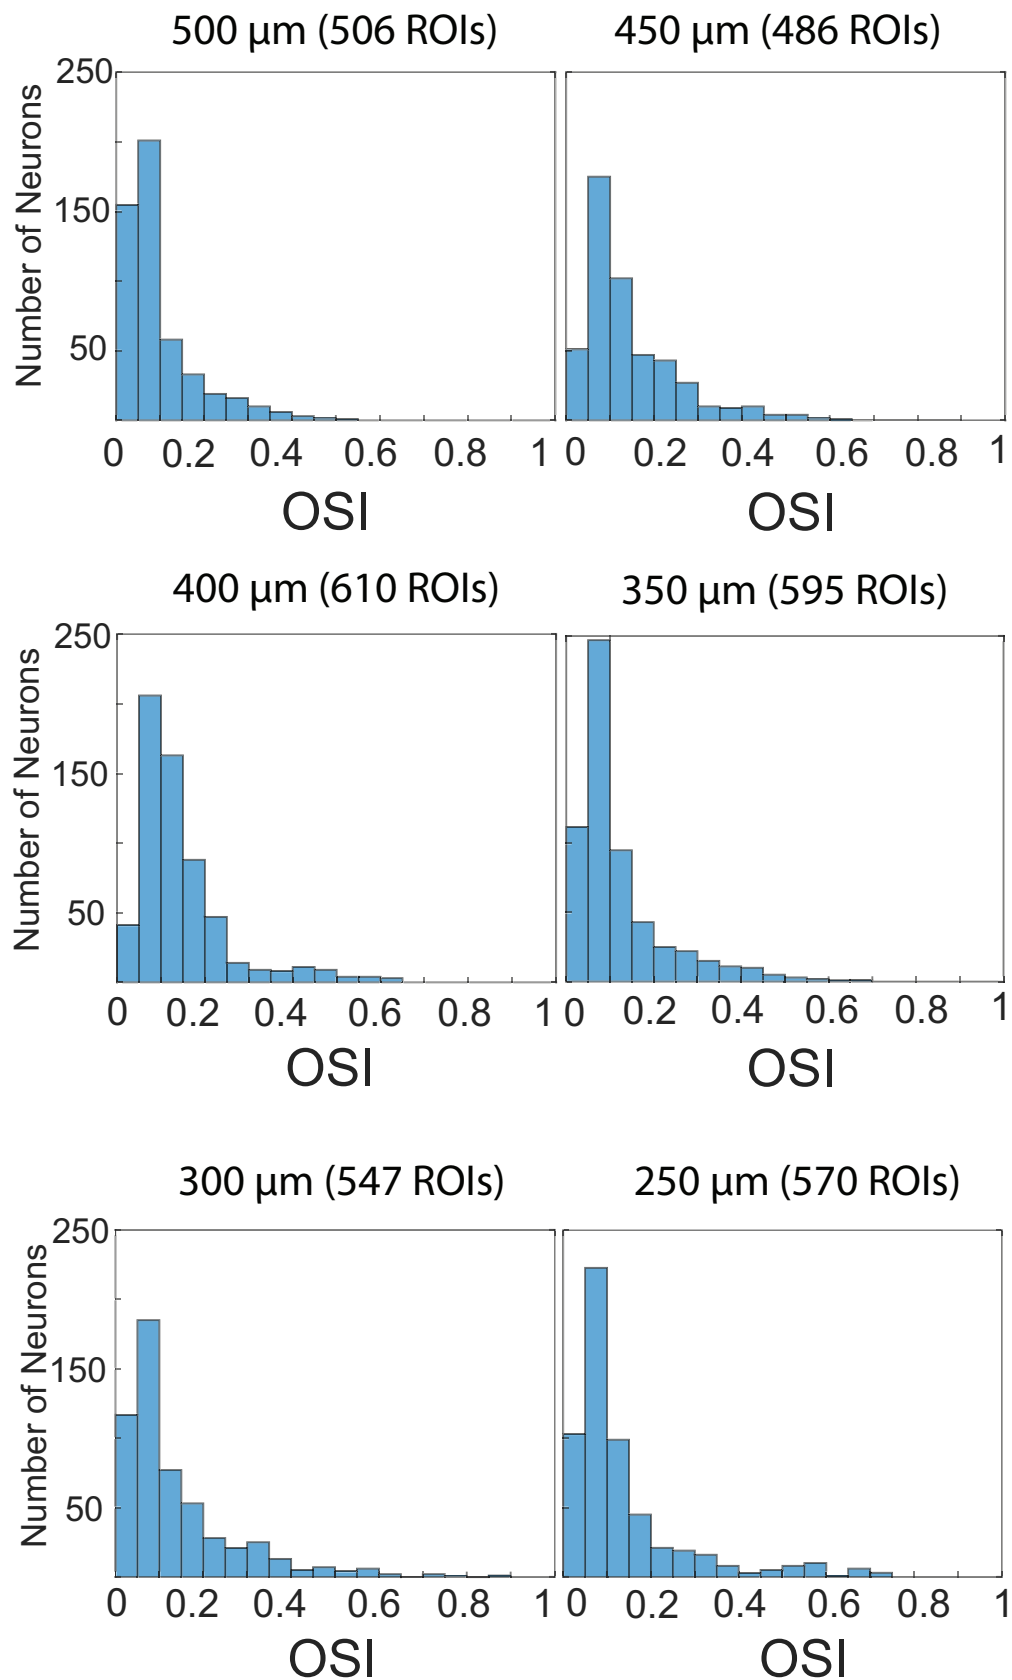 500 µm (506 ROIs)
450 µm (486 ROIs)
250
150
50
Number of Neurons
0 0.2 0.4 0.6 0.8 1
0 0.2 0.4 0.6 0.8 1
OSI
OSI
400 µm (610 ROIs)
350 µm (595 ROIs)
250
150
50
Number of Neurons
0 0.2 0.4 0.6 0.8 1
0 0.2 0.4 0.6 0.8 1
OSI
OSI
300 µm (547 ROIs)
250 µm (570 ROIs)
250
150
50
Number of Neurons
0 0.2 0.4 0.6 0.8 1
0 0.2 0.4 0.6 0.8 1
OSI
OSI